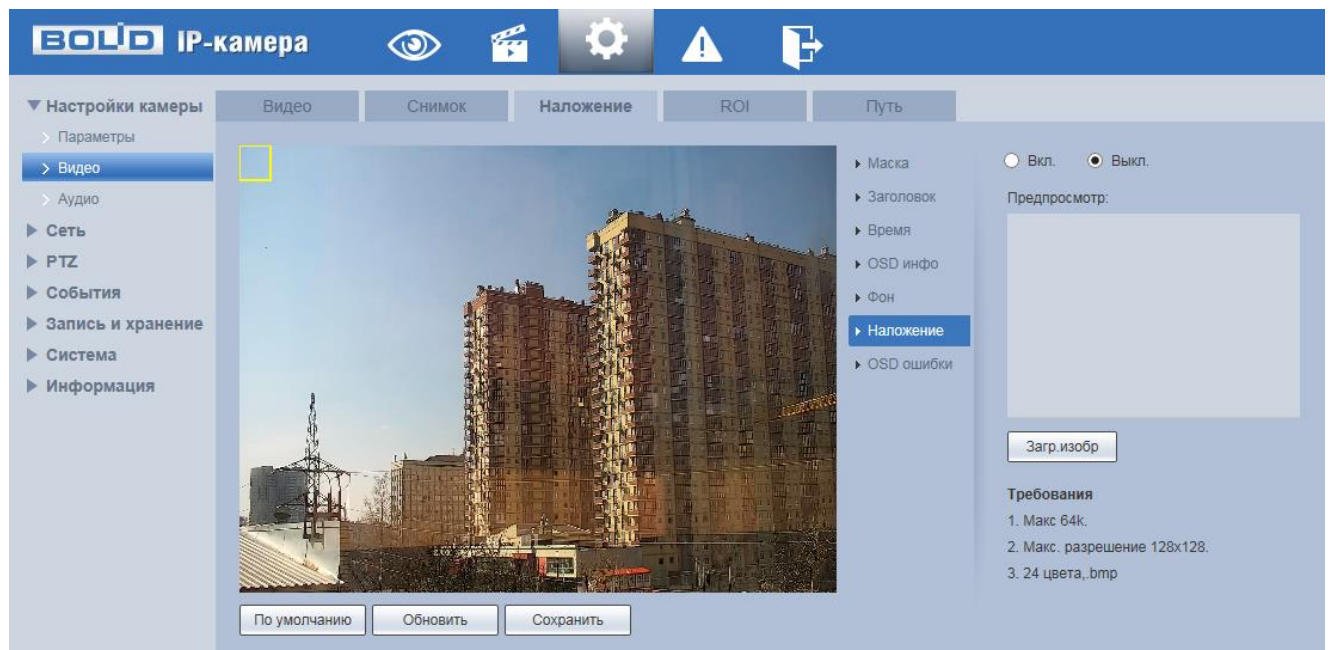 BOLID IP-камера
Настройки камеры
Параметры
Видео
Аудио
Сеть
PTZ
События
Запись и хранение
Система
Информация
Видео Снимок Наложение ROI Путь
Маска
Заголовок
Время
OSD инфо
Фон
Наложение
OSD ошибки
Вкл. Выкл.
Предпросмотр:
Загр.изобр
Требования
1. Макс 64k.
2. Макс. разрешение 128x128.
3. 24 цвета,.bmp
По умолчанию Обновить Сохранить